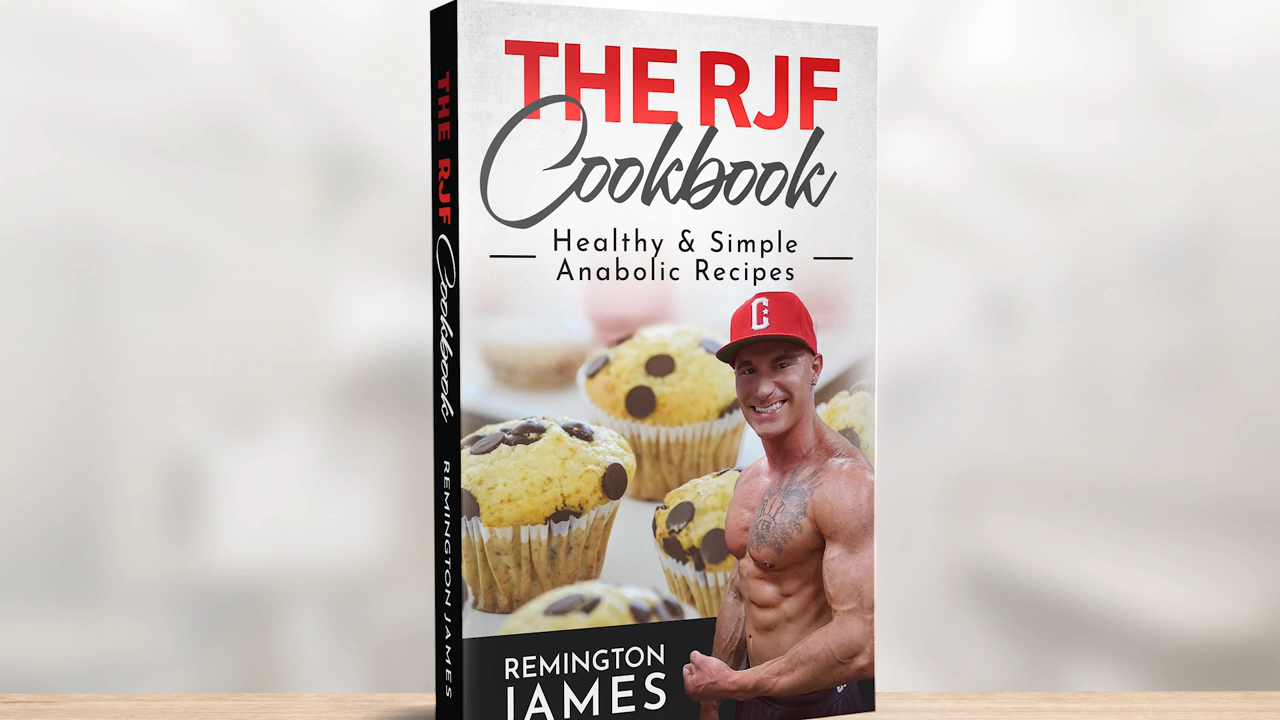 THE RJF
Cookbook
Healthy & Simple
Anabolic Recipes
C
REMINGTON
JAMES
THE RJF Cookbook REMINGTON JAMES